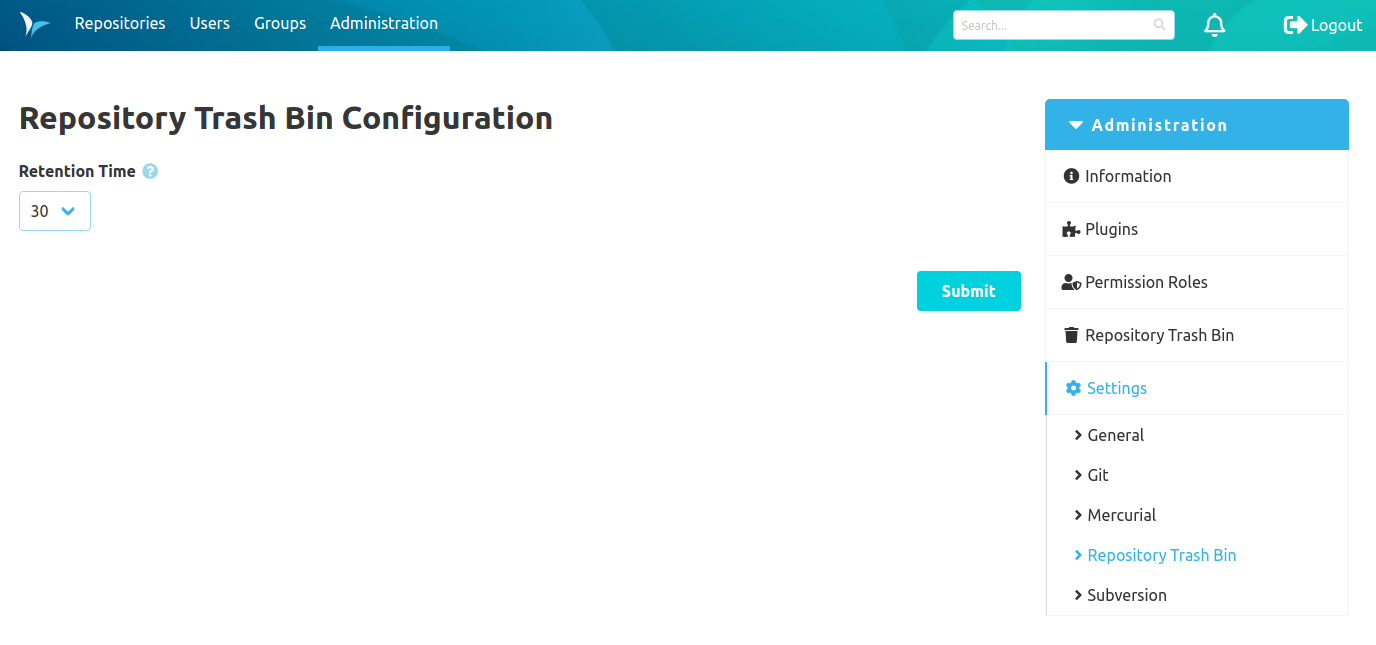 Repositories Users Groups Administration Search... Logout
Repository Trash Bin Configuration
Retention Time ?
30
Submit
Administration
Information
Plugins
Permission Roles
Repository Trash Bin
Settings
General
Git
Mercurial
Repository Trash Bin
Subversion